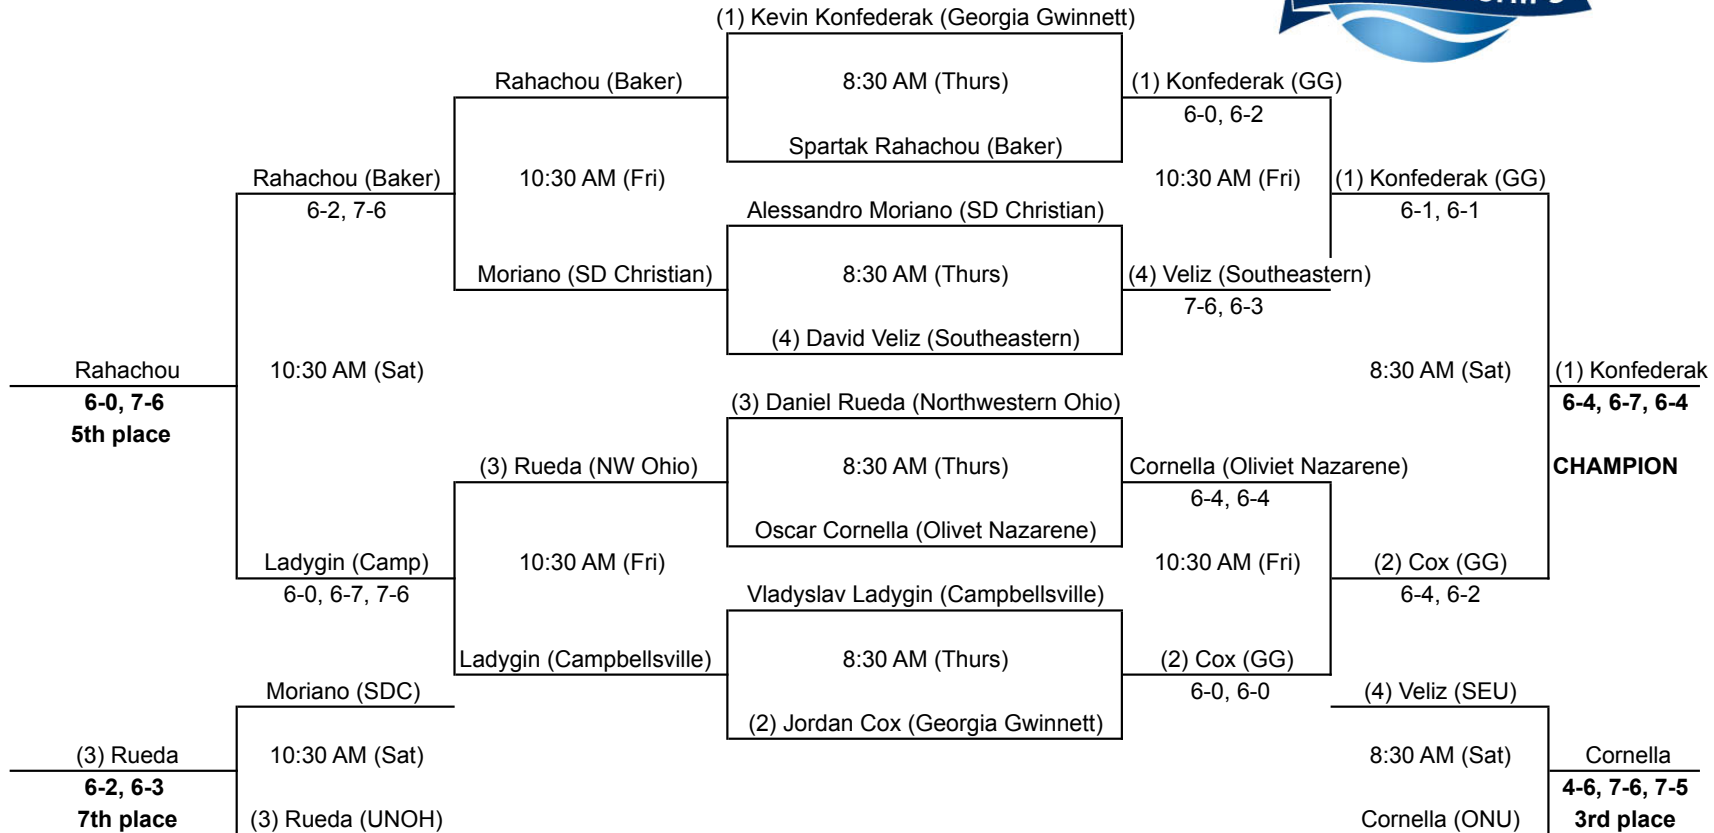 (1) Kevin Konfederak (Georgia Gwinnett)
Rahachou (Baker)
8:30 AM (Thurs)
(1) Konfederak (GG)
6-0, 6-2
Spartak Rahachou (Baker)
Rahachou (Baker)
10:30 AM (Fri)
10:30 AM (Fri)
(1) Konfederak (GG)
6-2, 7-6
Alessandro Moriano (SD Christian)
6-1, 6-1
Moriano (SD Christian)
8:30 AM (Thurs)
(4) Veliz (Southeastern)
7-6, 6-3
(4) David Veliz (Southeastern)
Rahachou
10:30 AM (Sat)
8:30 AM (Sat)
(1) Konfederak
6-0, 7-6
(3) Daniel Rueda (Northwestern Ohio)
6-4, 6-7, 6-4
5th place
(3) Rueda (NW Ohio)
8:30 AM (Thurs)
Cornella (Oliviet Nazarene)
CHAMPION
6-4, 6-4
Oscar Cornella (Olivet Nazarene)
Ladygin (Camp)
10:30 AM (Fri)
10:30 AM (Fri)
(2) Cox (GG)
6-0, 6-7, 7-6
Vladyslav Ladygin (Campbellsville)
6-4, 6-2
Ladygin (Campbellsville)
8:30 AM (Thurs)
(2) Cox (GG)
Moriano (SDC)
6-0, 6-0
(4) Veliz (SEU)
(2) Jordan Cox (Georgia Gwinnett)
(3) Rueda
10:30 AM (Sat)
8:30 AM (Sat)
Cornella
6-2, 6-3
4-6, 7-6, 7-5
7th place
(3) Rueda (UNOH)
Cornella (ONU)
3rd place